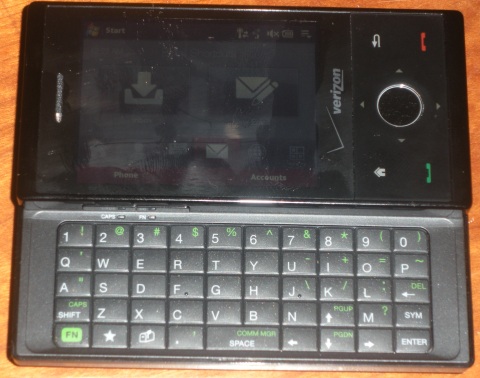 Start
verizon
Phone Accounts
CAPS FN
1 ! 2 @ 3 # 4 $ 5 % 6 ^ 7 & 8 * 9 ( 0 )
Q ' W E R T Y U - I + O = P ~
A " S D F G H J \ K / L ; DEL
CAPS SHIFT Z X C V B N PGUP M ? SYM
FN . , COMM MGR SPACE PGDN ENTER